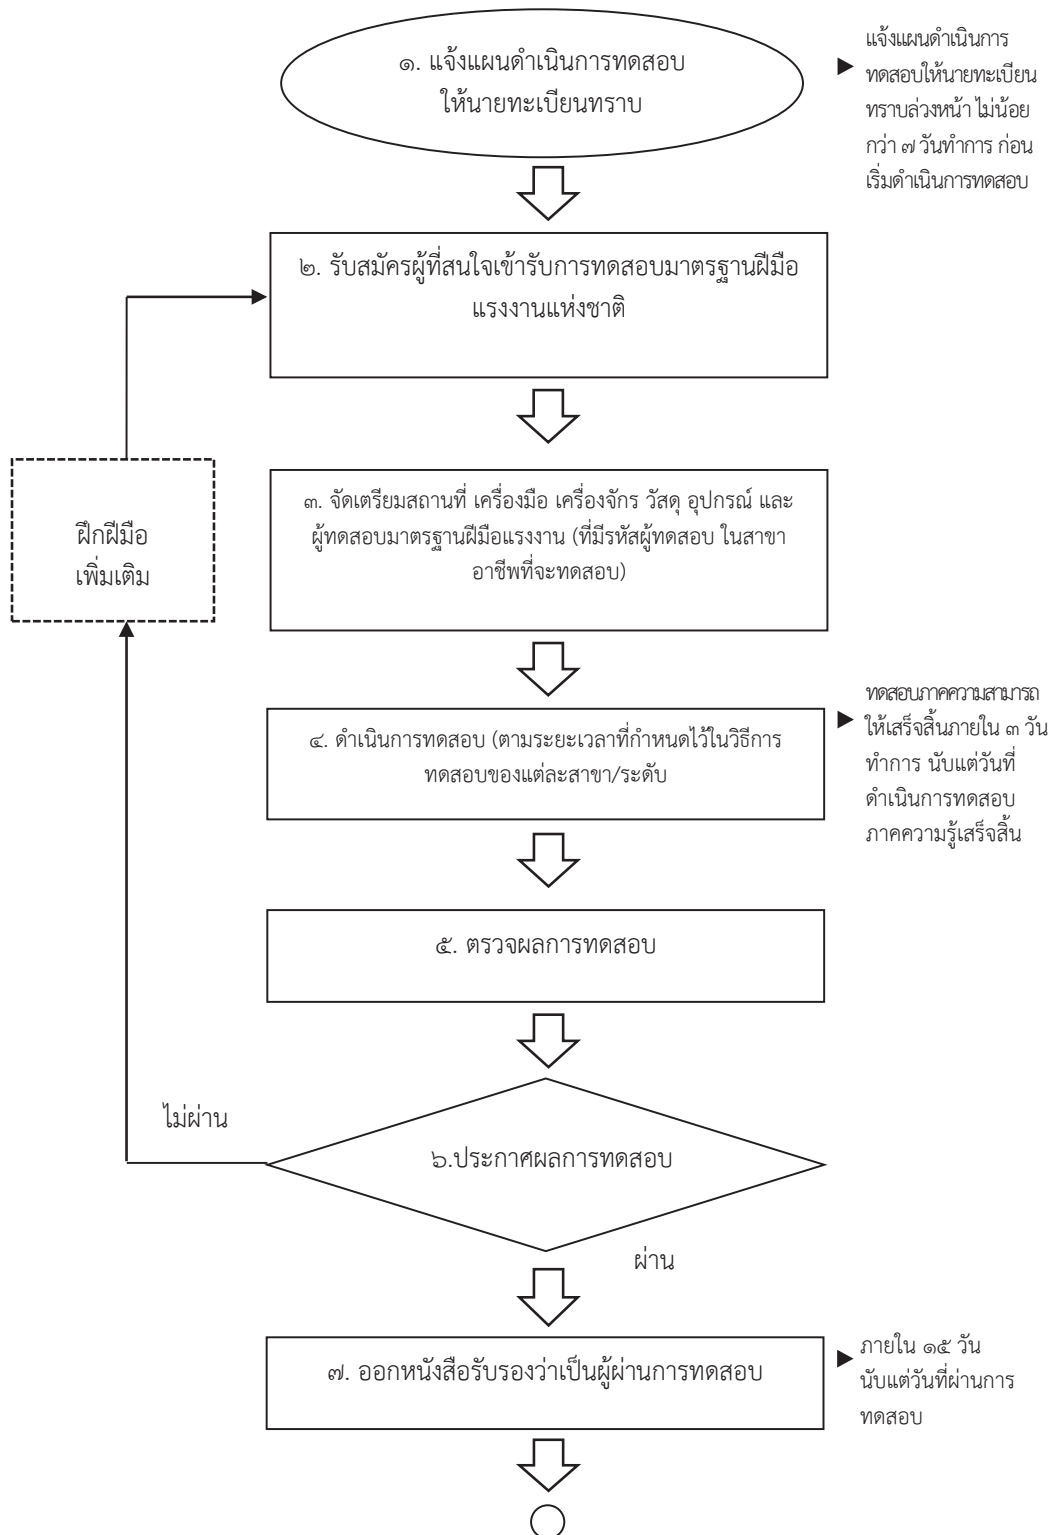 ๑. แจ้งแผนดำเนินการทดสอบ
ให้นายทะเบียนทราบ
แจ้งแผนดำเนินการ
ทดสอบให้นายทะเบียน
ทราบล่วงหน้า ไม่น้อย
กว่า ๗ วันทำการ ก่อน
เริ่มดำเนินการทดสอบ
๒. รับสมัครผู้ที่สนใจเข้ารับการทดสอบมาตรฐานฝีมือ
แรงงานแห่งชาติ
๓. จัดเตรียมสถานที่ เครื่องมือ เครื่องจักร วัสดุ อุปกรณ์ และ
ผู้ทดสอบมาตรฐานฝีมือแรงงาน (ที่มีรหัสผู้ทดสอบ ในสาขา
อาชีพที่จะทดสอบ)
ฝึกฝีมือ
เพิ่มเติม
๔. ดำเนินการทดสอบ (ตามระยะเวลาที่กำหนดไว้ในวิธีการ
ทดสอบของแต่ละสาขา/ระดับ
ทดสอบภาคความสามารถ
ให้เสร็จสิ้นภายใน ๓ วัน
ทำการ นับแต่วันที่
ดำเนินการทดสอบ
ภาคความรู้เสร็จสิ้น
๕. ตรวจผลการทดสอบ
ไม่ผ่าน
๖.ประกาศผลการทดสอบ
ผ่าน
๗. ออกหนังสือรับรองว่าเป็นผู้ผ่านการทดสอบ
ภายใน ๑๕ วัน
นับแต่วันที่ผ่านการ
ทดสอบ